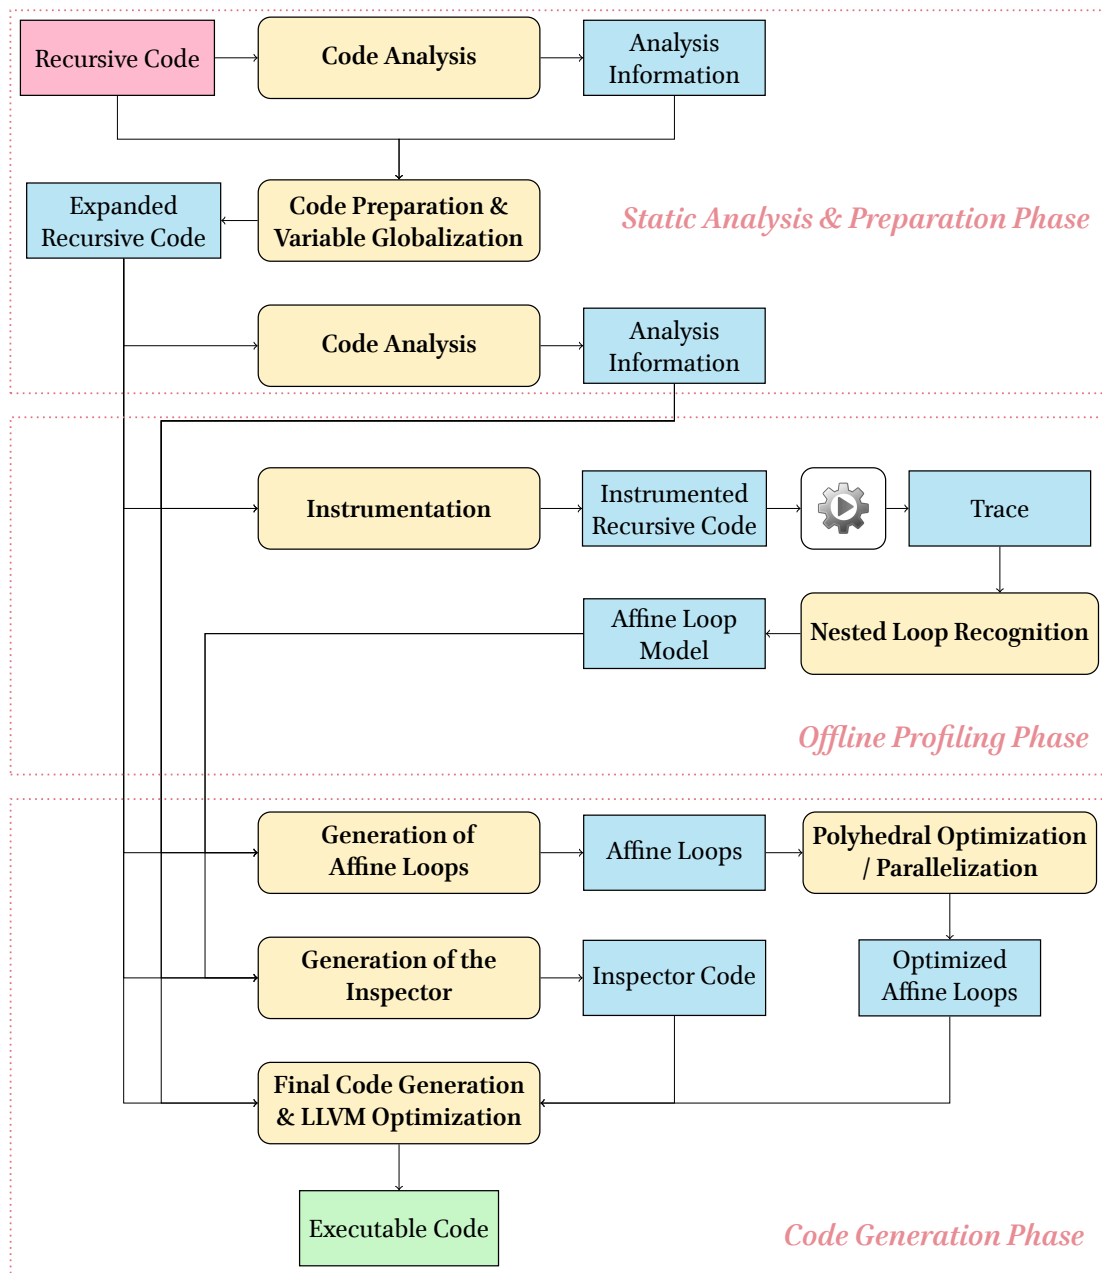 Recursive Code
Code Analysis
Analysis
Information
Expanded
Recursive Code
Code Preparation &
Variable Globalization
Static Analysis & Preparation Phase
Code Analysis
Analysis
Information
Instrumentation
Instrumented
Recursive Code
Trace
Affine Loop
Model
Nested Loop Recognition
Offline Profiling Phase
Generation of
Affine Loops
Affine Loops
Polyhedral Optimization
/ Parallelization
Generation of the
Inspector
Inspector Code
Optimized
Affine Loops
Final Code Generation
& LLVM Optimization
Executable Code
Code Generation Phase